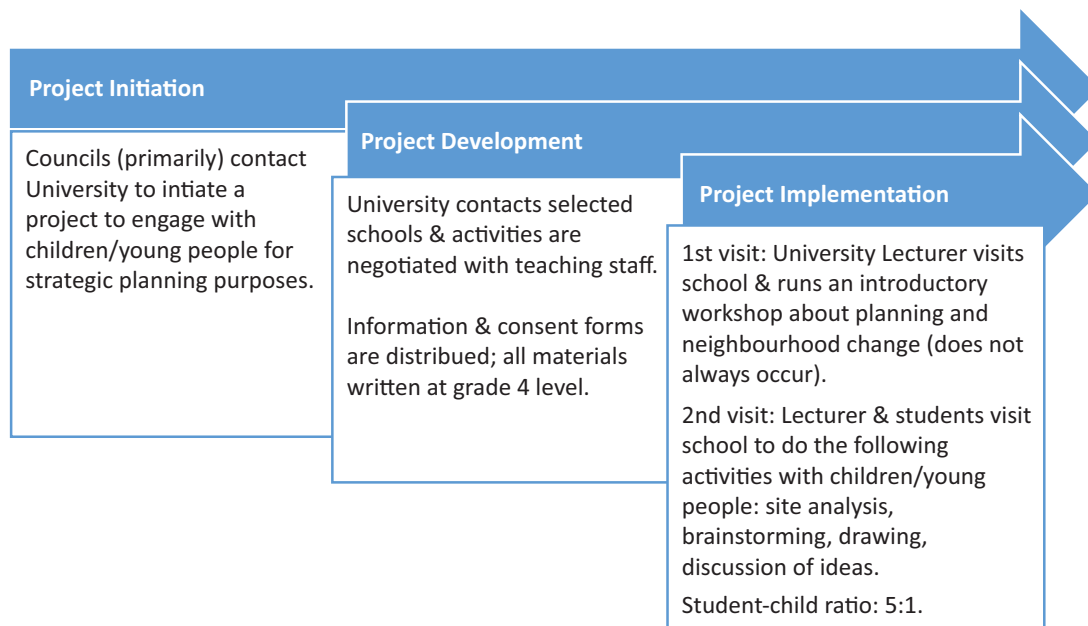 Project Initiation
Councils (primarily) contact
University to intiate a
project to engage with
children/young people for
strategic planning purposes.
Project Development
University contacts selected
schools & activities are
negotiated with teaching staff.
Information & consent forms
are distribued; all materials
written at grade 4 level.
Project Implementation
1st visit: University Lecturer visits
school & runs an introductory
workshop about planning and
neighbourhood change (does not
always occur).
2nd visit: Lecturer & students visit
school to do the following
activities with children/young
people: site analysis,
brainstorming, drawing,
discussion of ideas.
Student-child ratio: 5:1.